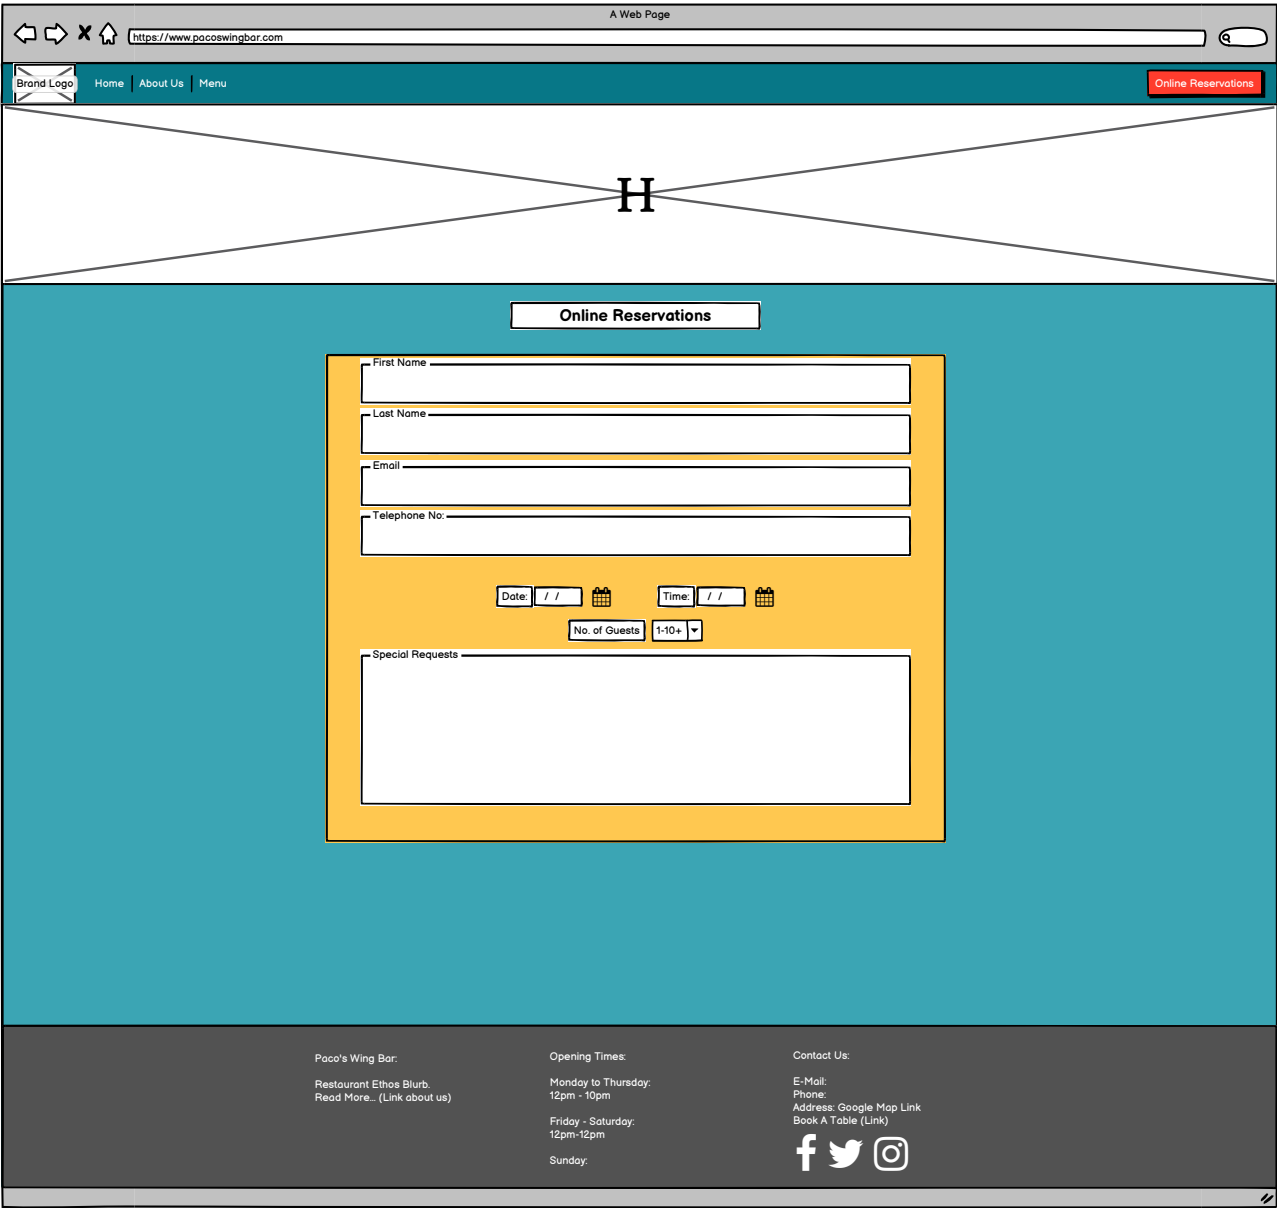 A Web Page
https://www.pacoswingbar.com
Brand Logo
Home
About Us
Menu
Online Reservations
H
Online Reservations
First Name
Last Name
Email
Telephone No:
Date: / /
Time: / /
No. of Guests 1-10+
Special Requests
Paco's Wing Bar:
Restaurant Ethos Blurb.
Read More... (Link about us)
Opening Times:
Monday to Thursday:
12pm - 10pm
Friday - Saturday:
12pm-12pm
Sunday:
Contact Us:
E-Mail:
Phone:
Address: Google Map Link
Book A Table (Link)